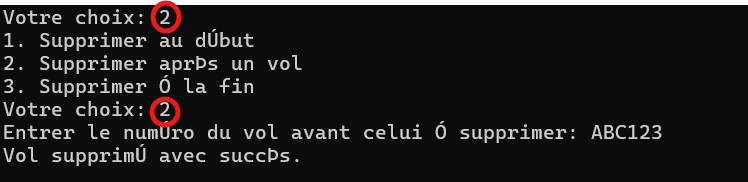 Votre choix: 2
1. Supprimer au dÚbut
2. Supprimer aprÞs un vol
3. Supprimer Ó la fin
Votre choix: 2
Entrer le numÚro du vol avant celui Ó supprimer: ABC123
Vol supprimÚ avec succÞs.